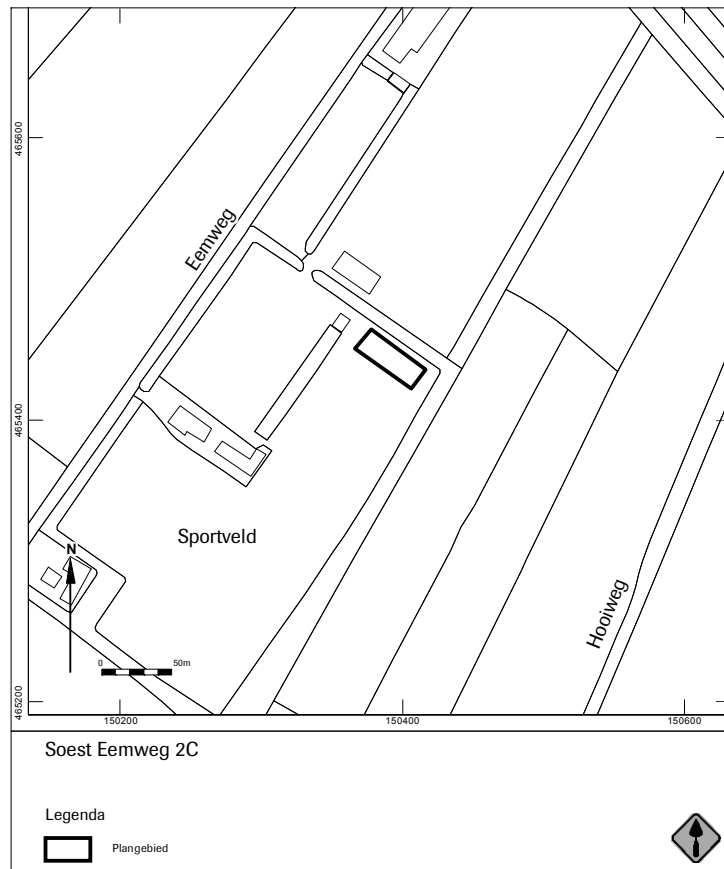 465600
Eemweg
465400
Sportveld
N
Hooiweg
0 50m
465200
150200 150400 150600
Soest Eemweg 2C
Legenda
Plangebied